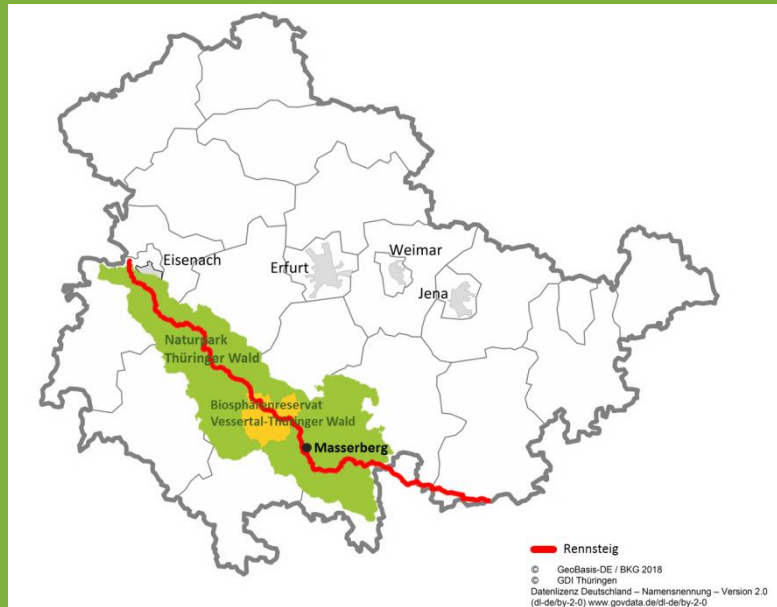 Eisenach
Erfurt
Weimar
Jena
Naturpark
Thüringer Wald
Biosphärenreservat
Vessertal-Thüringer Wald
Masserberg
Rennsteig
© GeoBasis-DE / BKG 2018
© GDI Thüringen
Datenlizenz Deutschland – Namensnennung – Version 2.0
(dl-de/by-2-0) www.govdata.de/dl-de/by-2-0